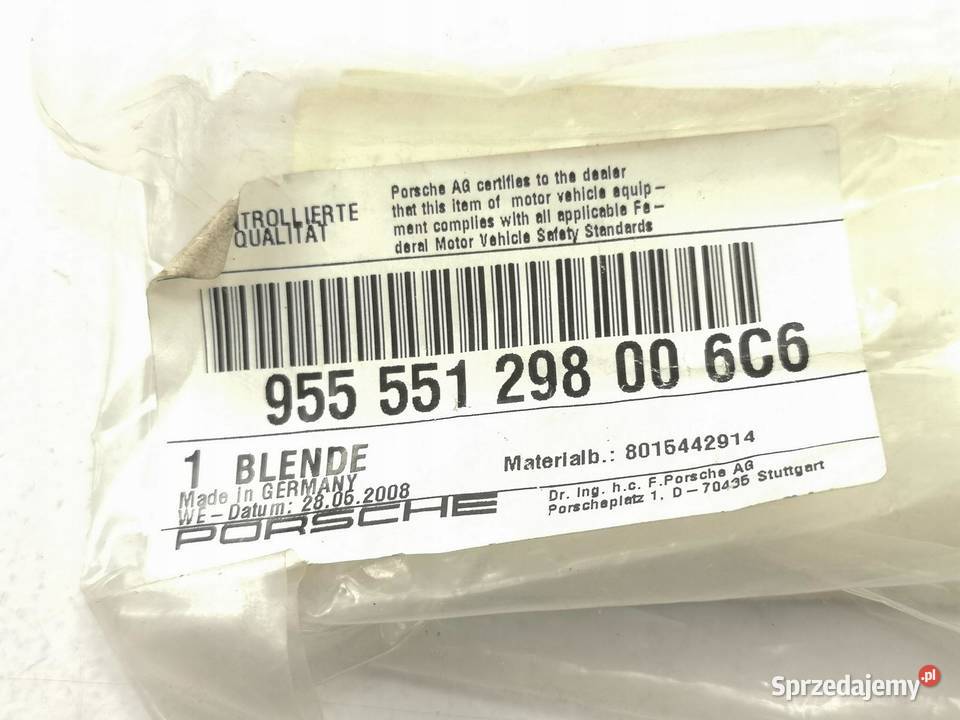 NTROLLIERTE
QUALITÄT
Porsche AG certifies to the dealer
that this item of motor vehicle equip-
ment complies with all applicable Fe-
deral Motor Vehicle Safety Standards
955 551 298 00 6C6
1 BLENDE
Made in GERMANY
WE-Datum: 28.05.2008
PORSCHE
Materialb.: 8015442914
Dr. Ing. h.c. F.Porsche AG
Porscheplatz 1, D-70435 Stuttgart
Sprzedajemy.pl